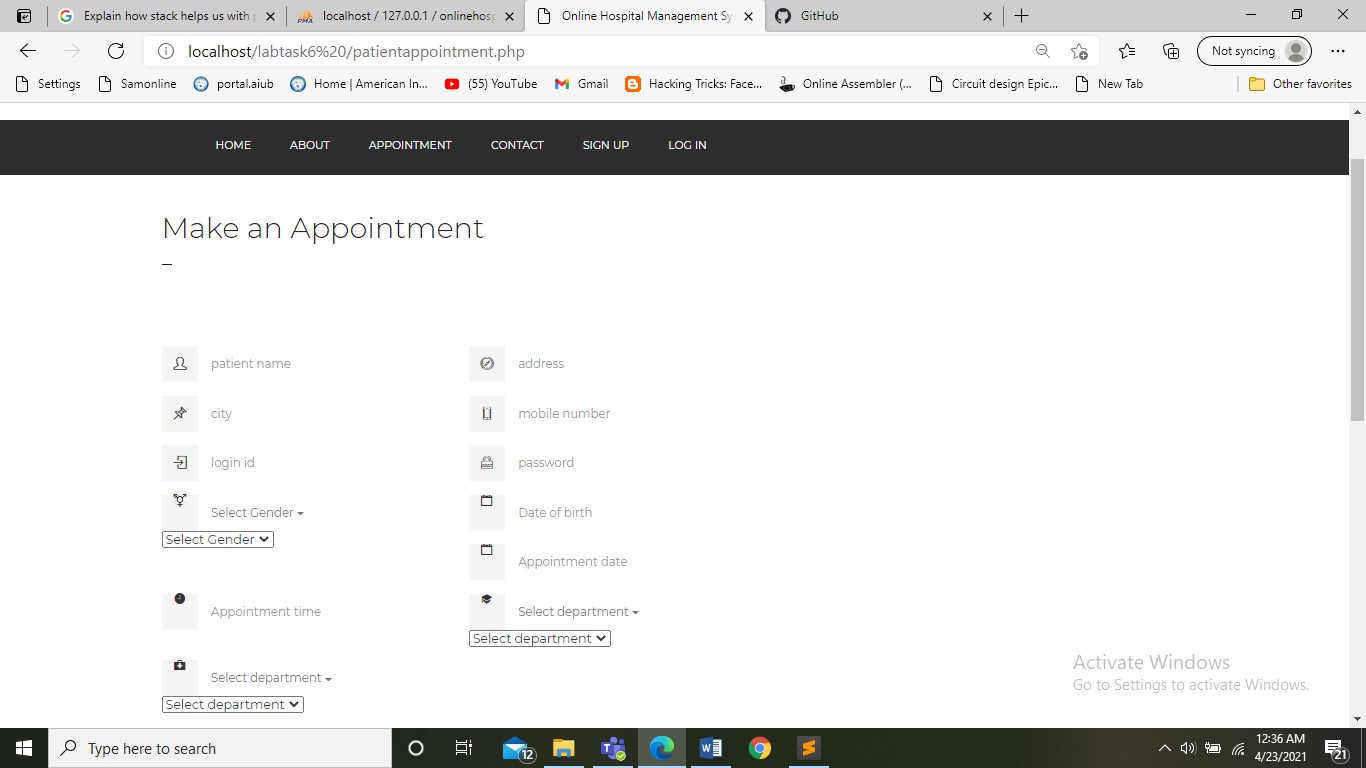 Explain how stack helps us with
localhost / 127.0.0.1 / onlinehosp
Online Hospital Management Sy
GitHub
localhost/labtask6%20/patientappointment.php
Not syncing
Settings
Samonline
portal.aiub
Home | American In...
(55) YouTube
Gmail
Hacking Tricks: Face...
Online Assembler (...
Circuit design Epic...
New Tab
Other favorites
HOME
ABOUT
APPOINTMENT
CONTACT
SIGN UP
LOG IN
Make an Appointment
patient name
address
city
mobile number
login id
password
Select Gender
Date of birth
Select Gender
Appointment date
Appointment time
Select department
Select department
Select department
Select department
Activate Windows
Go to Settings to activate Windows.
Type here to search
12
12:36 AM
4/23/2021
21